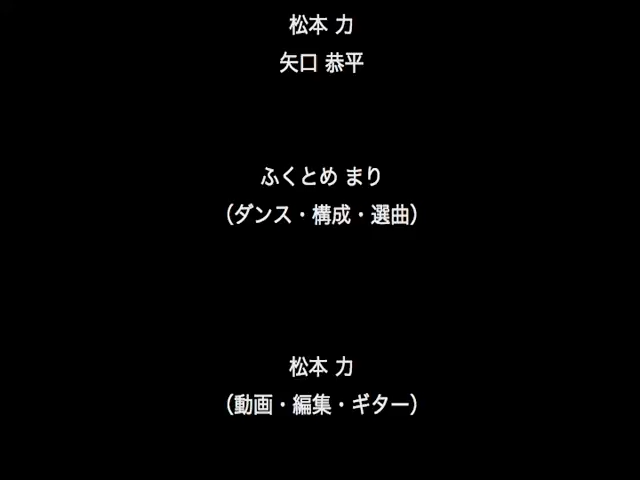 松本 力
矢口 恭平
ふくとめ まり
（ダンス・構成・選曲）
松本 力
（動画・編集・ギター）